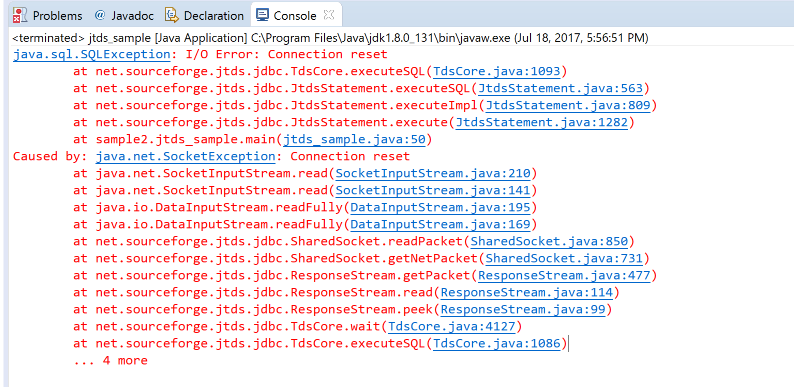 Problems @ Javadoc Declaration Console
<terminated> jtds_sample [Java Application] C:\Program Files\Java\jdk1.8.0_131\bin\javaw.exe (Jul 18, 2017, 5:56:51 PM)
java.sql.SQLException: I/O Error: Connection reset
at net.sourceforge.jtds.jdbc.TdsCore.executeSQL(TdsCore.java:1093)
at net.sourceforge.jtds.jdbc.JtdsStatement.executeSQL(JtdsStatement.java:563)
at net.sourceforge.jtds.jdbc.JtdsStatement.executeImpl(JtdsStatement.java:809)
at net.sourceforge.jtds.jdbc.JtdsStatement.execute(JtdsStatement.java:1282)
at sample2.jtds_sample.main(jtds_sample.java:50)
Caused by: java.net.SocketException: Connection reset
at java.net.SocketInputStream.read(SocketInputStream.java:210)
at java.net.SocketInputStream.read(SocketInputStream.java:141)
at java.io.DataInputStream.readFully(DataInputStream.java:195)
at java.io.DataInputStream.readFully(DataInputStream.java:169)
at net.sourceforge.jtds.jdbc.SharedSocket.readPacket(SharedSocket.java:850)
at net.sourceforge.jtds.jdbc.SharedSocket.getNetPacket(SharedSocket.java:731)
at net.sourceforge.jtds.jdbc.ResponseStream.getPacket(ResponseStream.java:477)
at net.sourceforge.jtds.jdbc.ResponseStream.read(ResponseStream.java:114)
at net.sourceforge.jtds.jdbc.ResponseStream.peek(ResponseStream.java:99)
at net.sourceforge.jtds.jdbc.TdsCore.wait(TdsCore.java:4127)
at net.sourceforge.jtds.jdbc.TdsCore.executeSQL(TdsCore.java:1086)
... 4 more